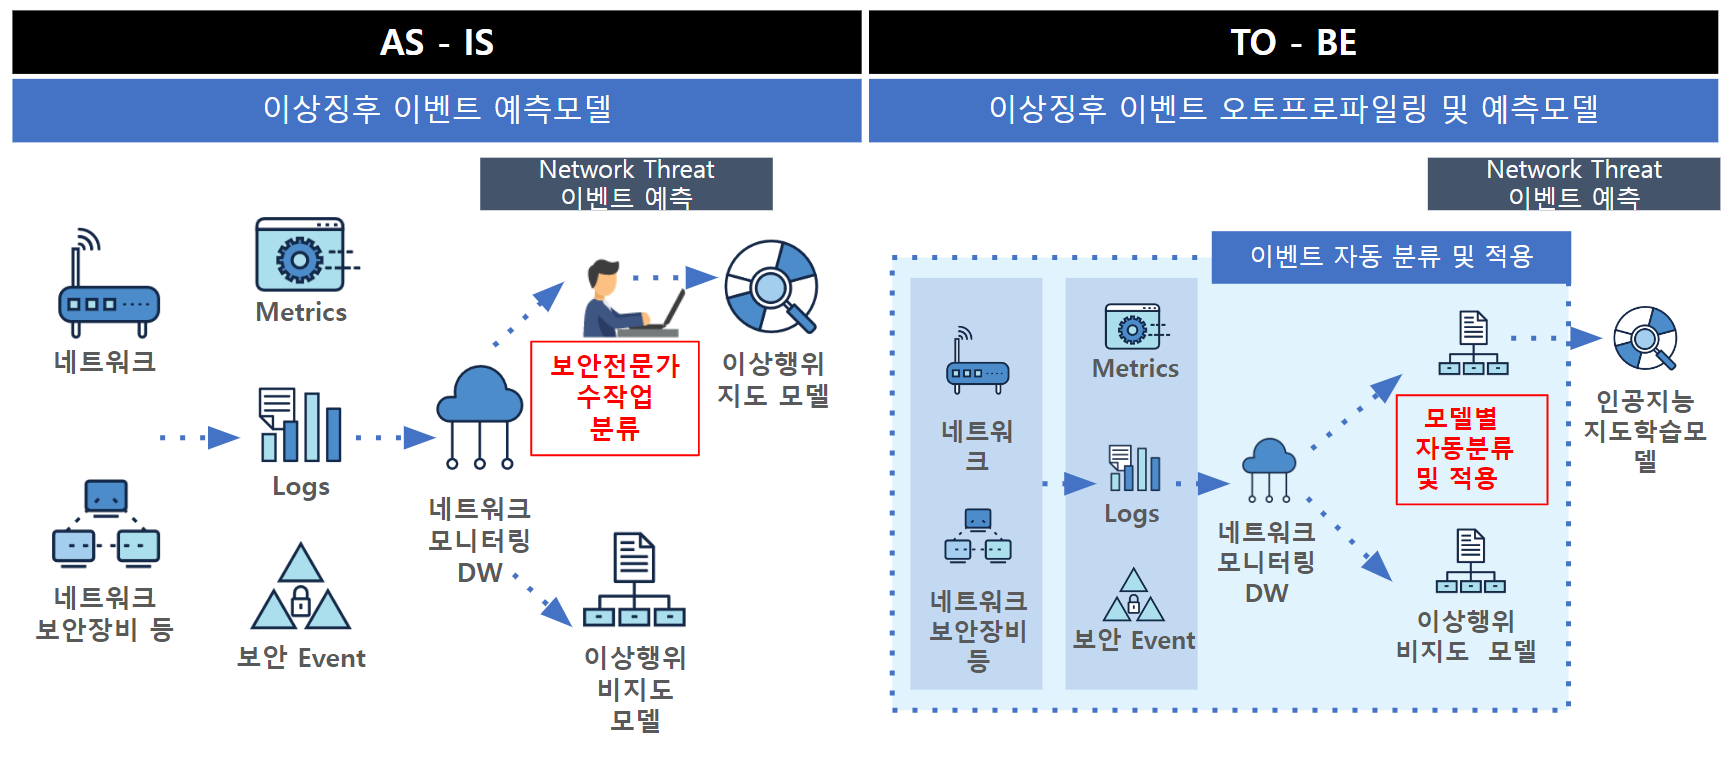 AS - IS
이상징후 이벤트 예측모델
Network Threat
이벤트 예측
네트워크
Metrics
보안전문가
수작업
분류
이상행위
지도 모델
Logs
네트워크
모니터링
DW
네트워크
보안장비 등
보안 Event
이상행위
비지도
모델
TO - BE
이상징후 이벤트 오토프로파일링 및 예측모델
Network Threat
이벤트 예측
이벤트 자동 분류 및 적용
네트워
크
Metrics
모델별
자동분류
및 적용
인공지능
지도학습모
델
Logs
네트워크
모니터링
DW
네트워크
보안장비
등
보안 Event
이상행위
비지도 모델